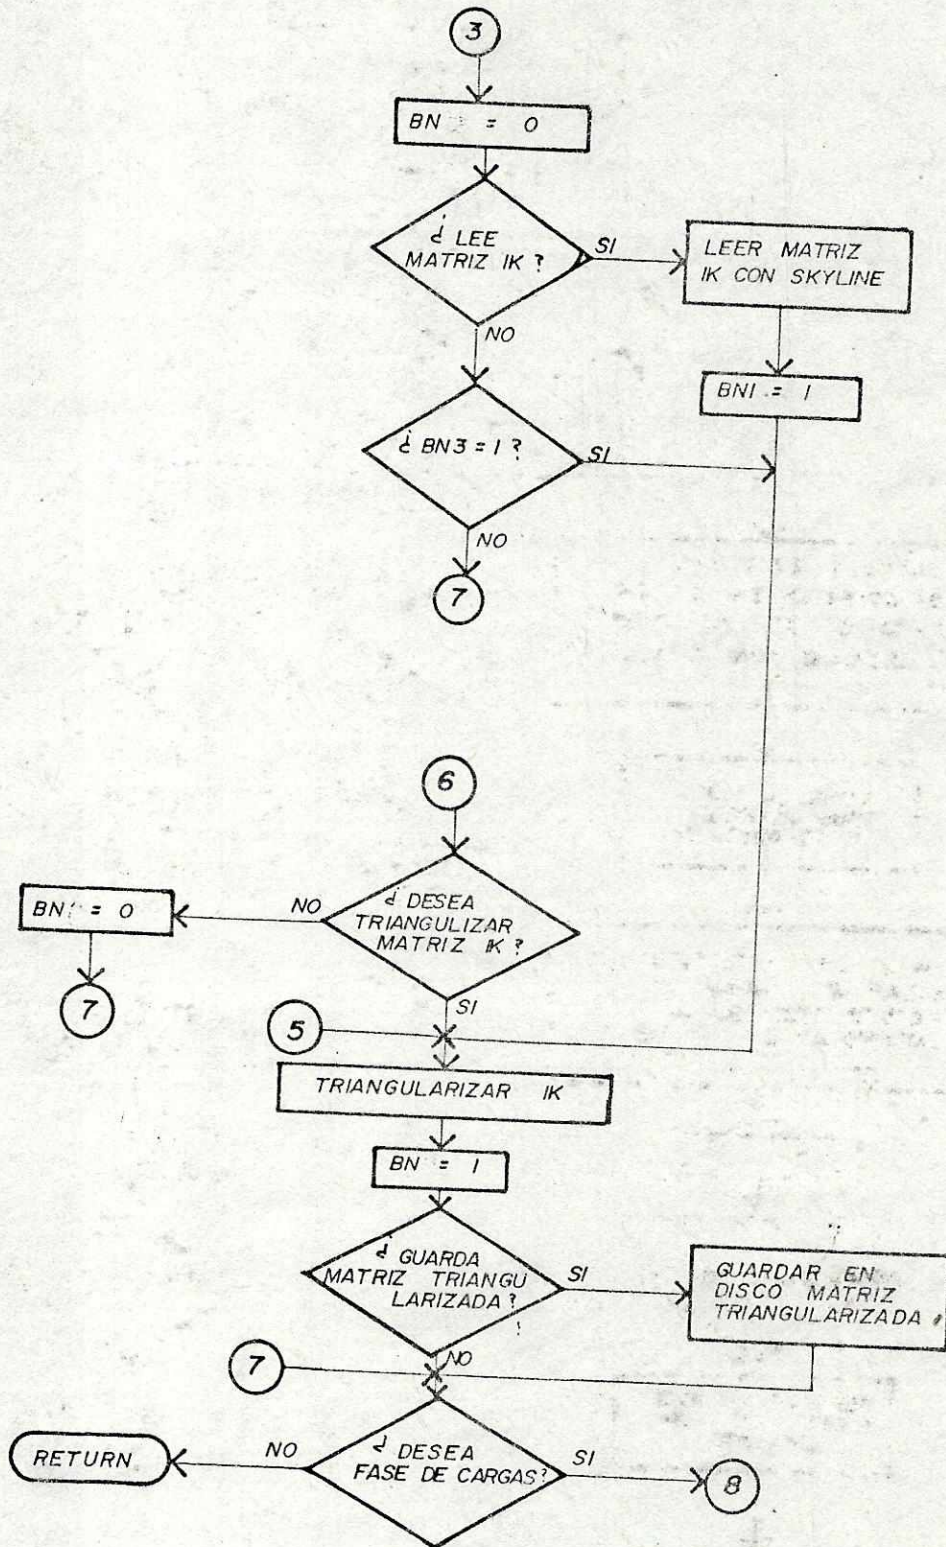 3
BN = 0
¿ LEE
MATRIZ IK ?
SI
LEER MATRIZ
IK CON SKYLINE
NO
BN1 = 1
¿ BN3 = 1 ?
SI
NO
7
6
¿ DESEA
TRIANGULIZAR
MATRIZ IK ?
NO
BN = 0
7
SI
5
TRIANGULARIZAR IK
BN = 1
¿ GUARDA
MATRIZ TRIANGU
LARIZADA ?
SI
GUARDAR EN
DISCO MATRIZ
TRIANGULARIZADA
NO
7
¿ DESEA
FASE DE CARGAS?
NO
RETURN
SI
8